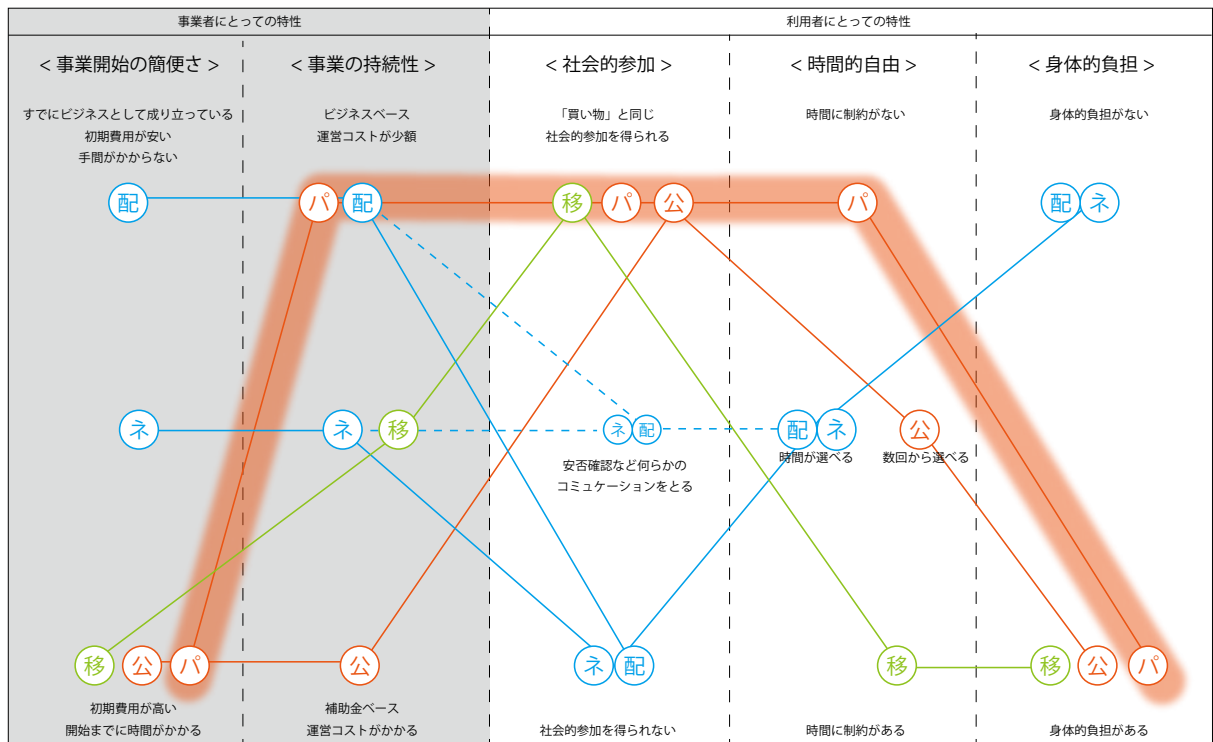 事業者にとっての特性
利用者にとっての特性
< 事業開始の簡便さ >
< 事業の持続性 >
< 社会的参加 >
< 時間的自由 >
< 身体的負担 >
すでにビジネスとして成り立っている
初期費用が安い
手間がかからない
ビジネスベース
運営コストが少額
「買い物」と同じ
社会的参加を得られる
時間に制約がない
身体的負担がない
配
パ
配
移
パ
公
パ
配
ネ
ネ
ネ
移
ネ
配
配
ネ
公
安否確認など何らかの
コミュケーションをとる
時間が選べる
数回から選べる
移
公
パ
公
ネ
配
移
移
公
パ
初期費用が高い
開始までに時間がかかる
補助金ベース
運営コストがかかる
社会的参加を得られない
時間に制約がある
身体的負担がある